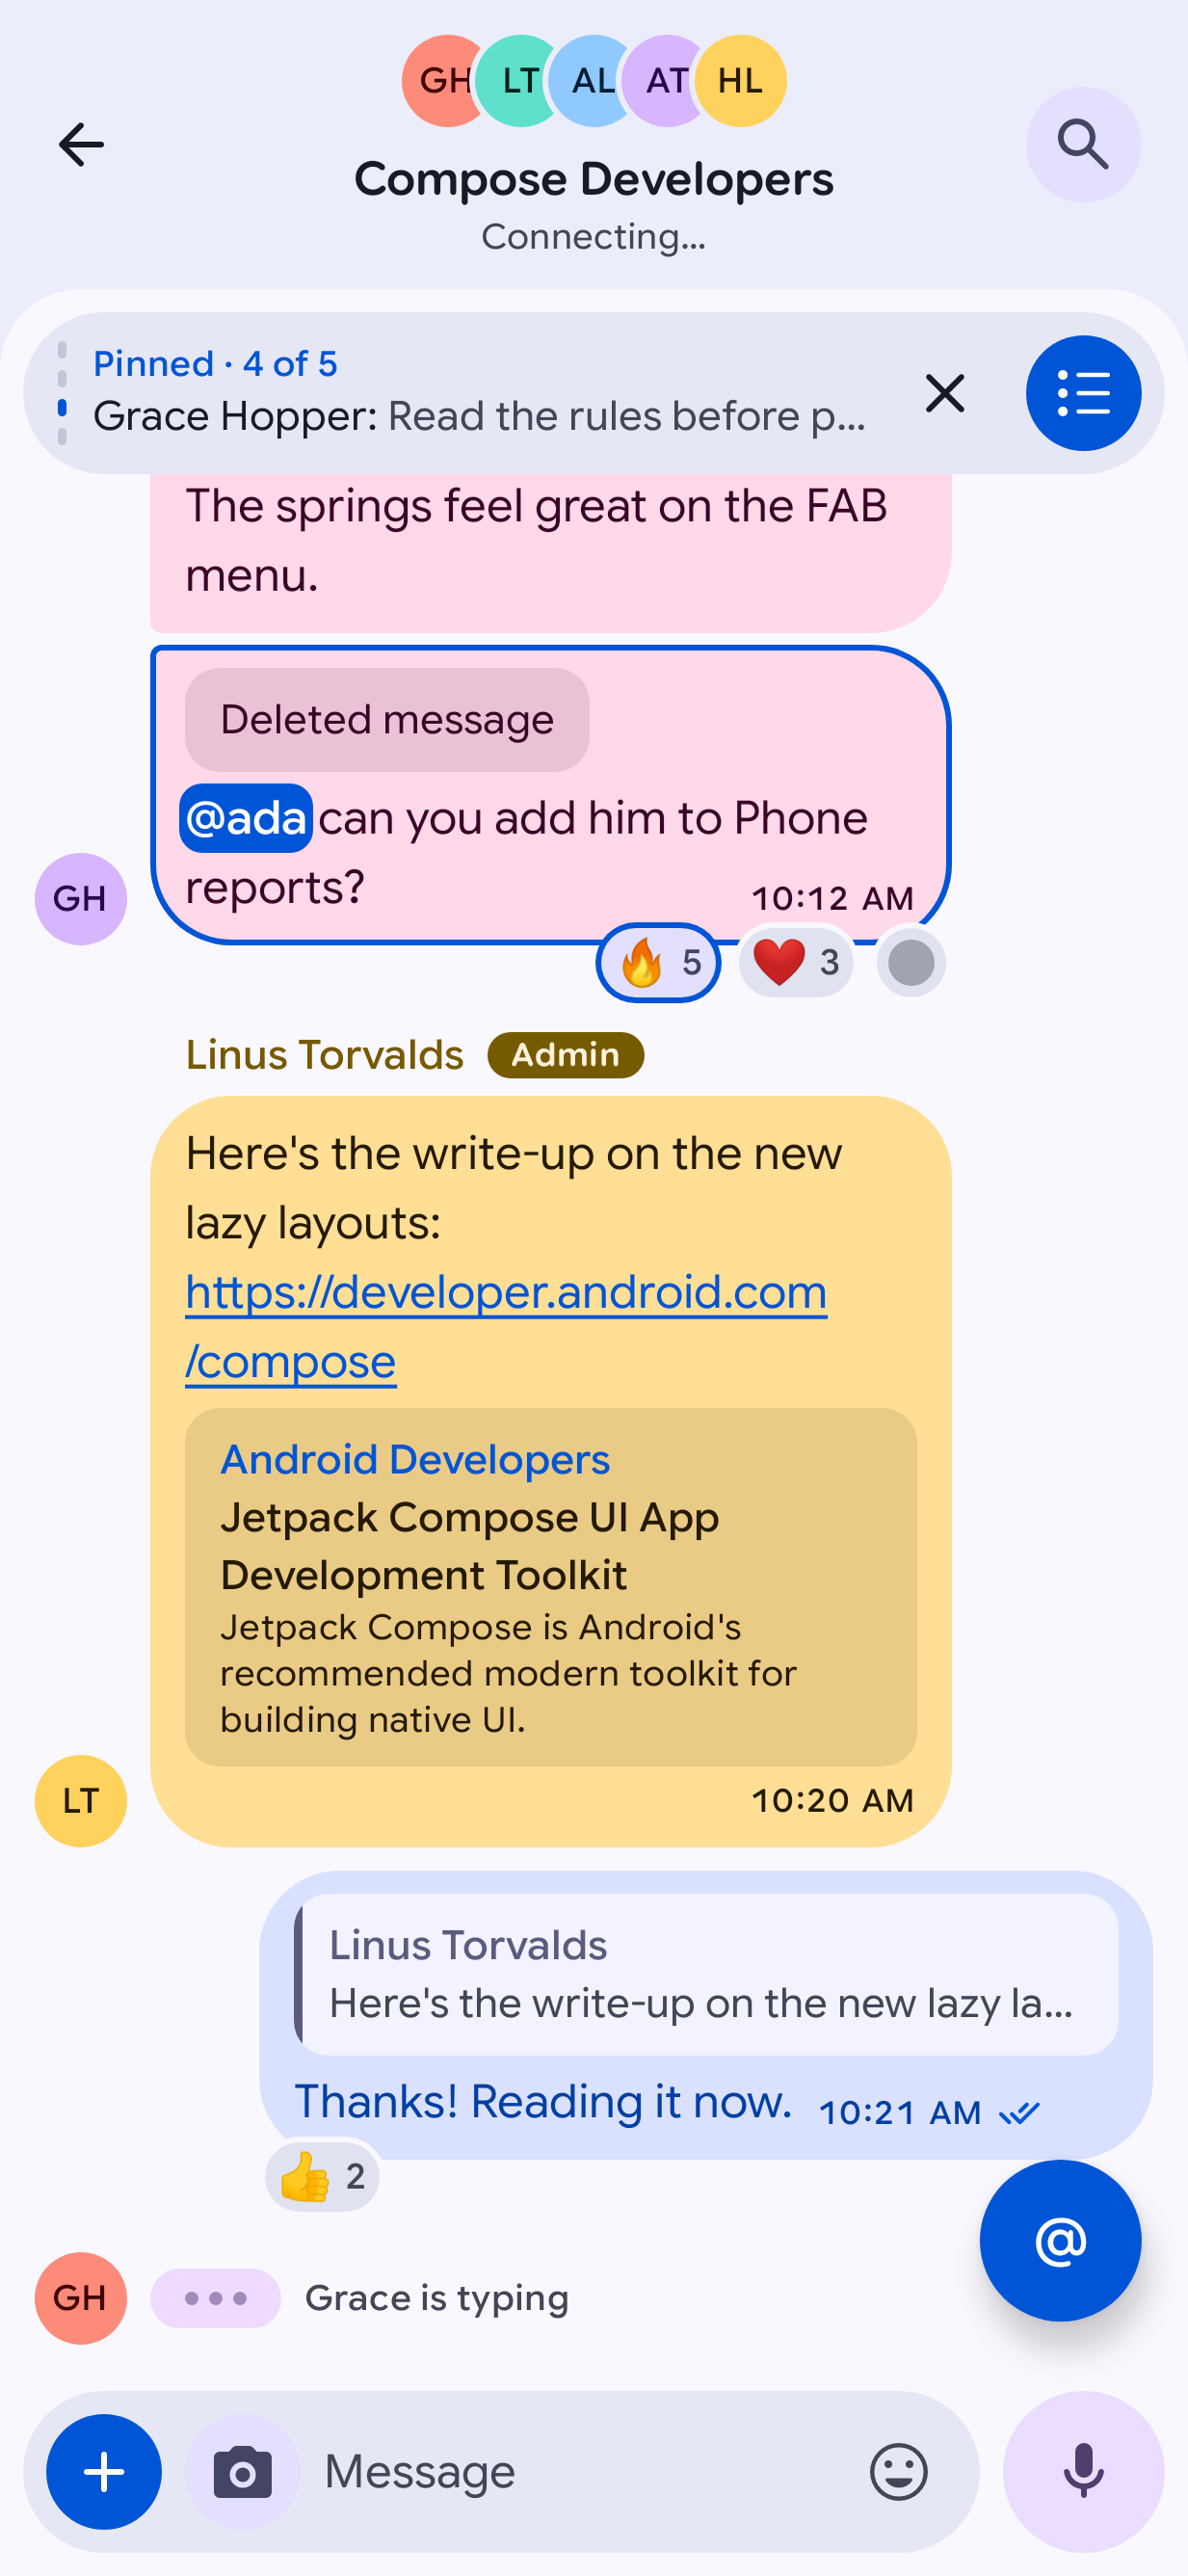 GH LT AL AT HL
Compose Developers
Connecting...
Pinned · 4 of 5
Grace Hopper: Read the rules before p...
The springs feel great on the FAB
menu.
Deleted message
@ada can you add him to Phone
reports?
10:12 AM
GH
5
3
Linus Torvalds Admin
Here's the write-up on the new
lazy layouts:
https://developer.android.com
/compose
Android Developers
Jetpack Compose UI App
Development Toolkit
Jetpack Compose is Android's
recommended modern toolkit for
building native UI.
LT
10:20 AM
Linus Torvalds
Here's the write-up on the new lazy la...
Thanks! Reading it now. 10:21 AM
2
@
GH
Grace is typing
Message